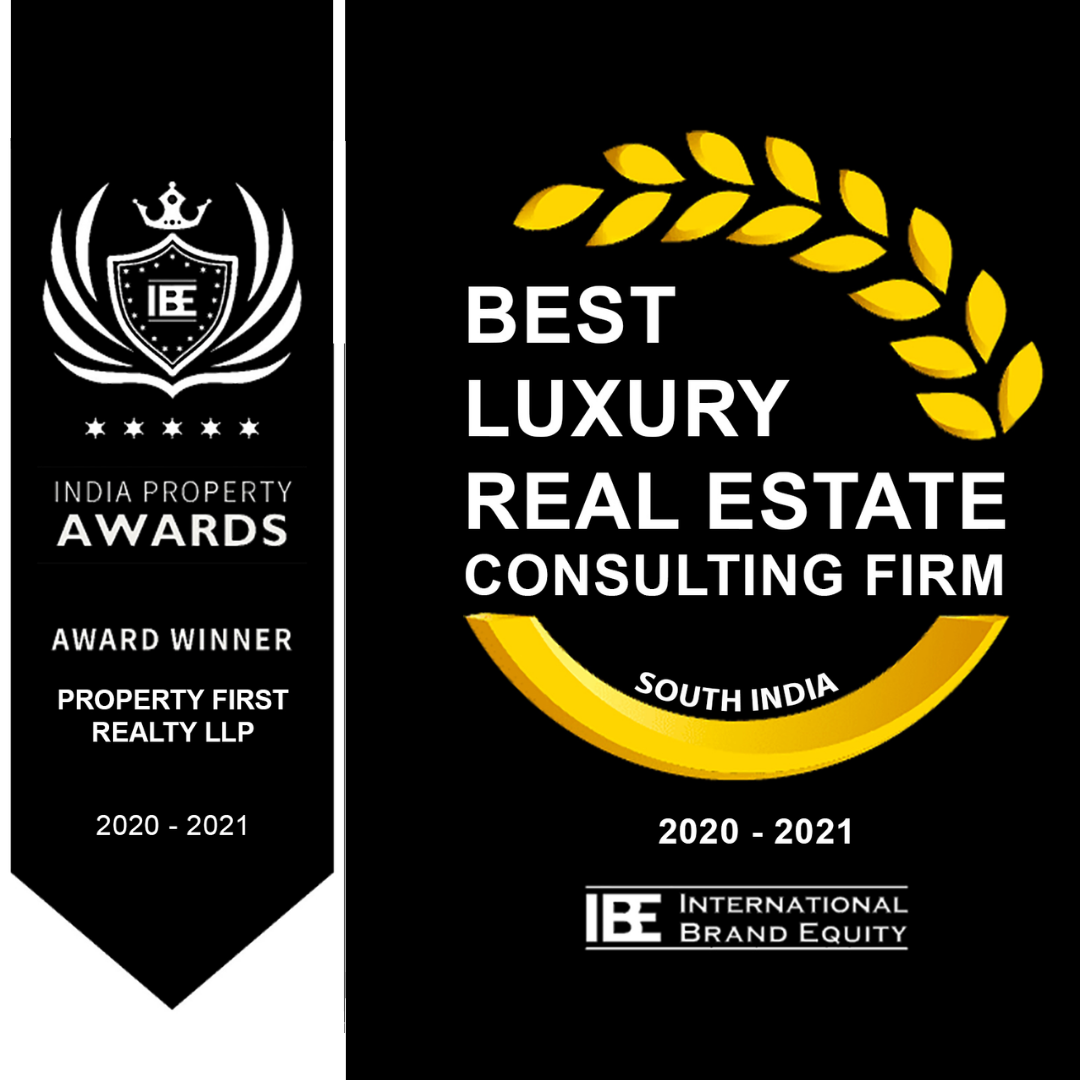 IBE
INDIA PROPERTY
AWARDS
AWARD WINNER
PROPERTY FIRST
REALTY LLP
2020 - 2021
BEST
LUXURY
REAL ESTATE
CONSULTING FIRM
SOUTH INDIA
2020 - 2021
IBE INTERNATIONAL
BRAND EQUITY